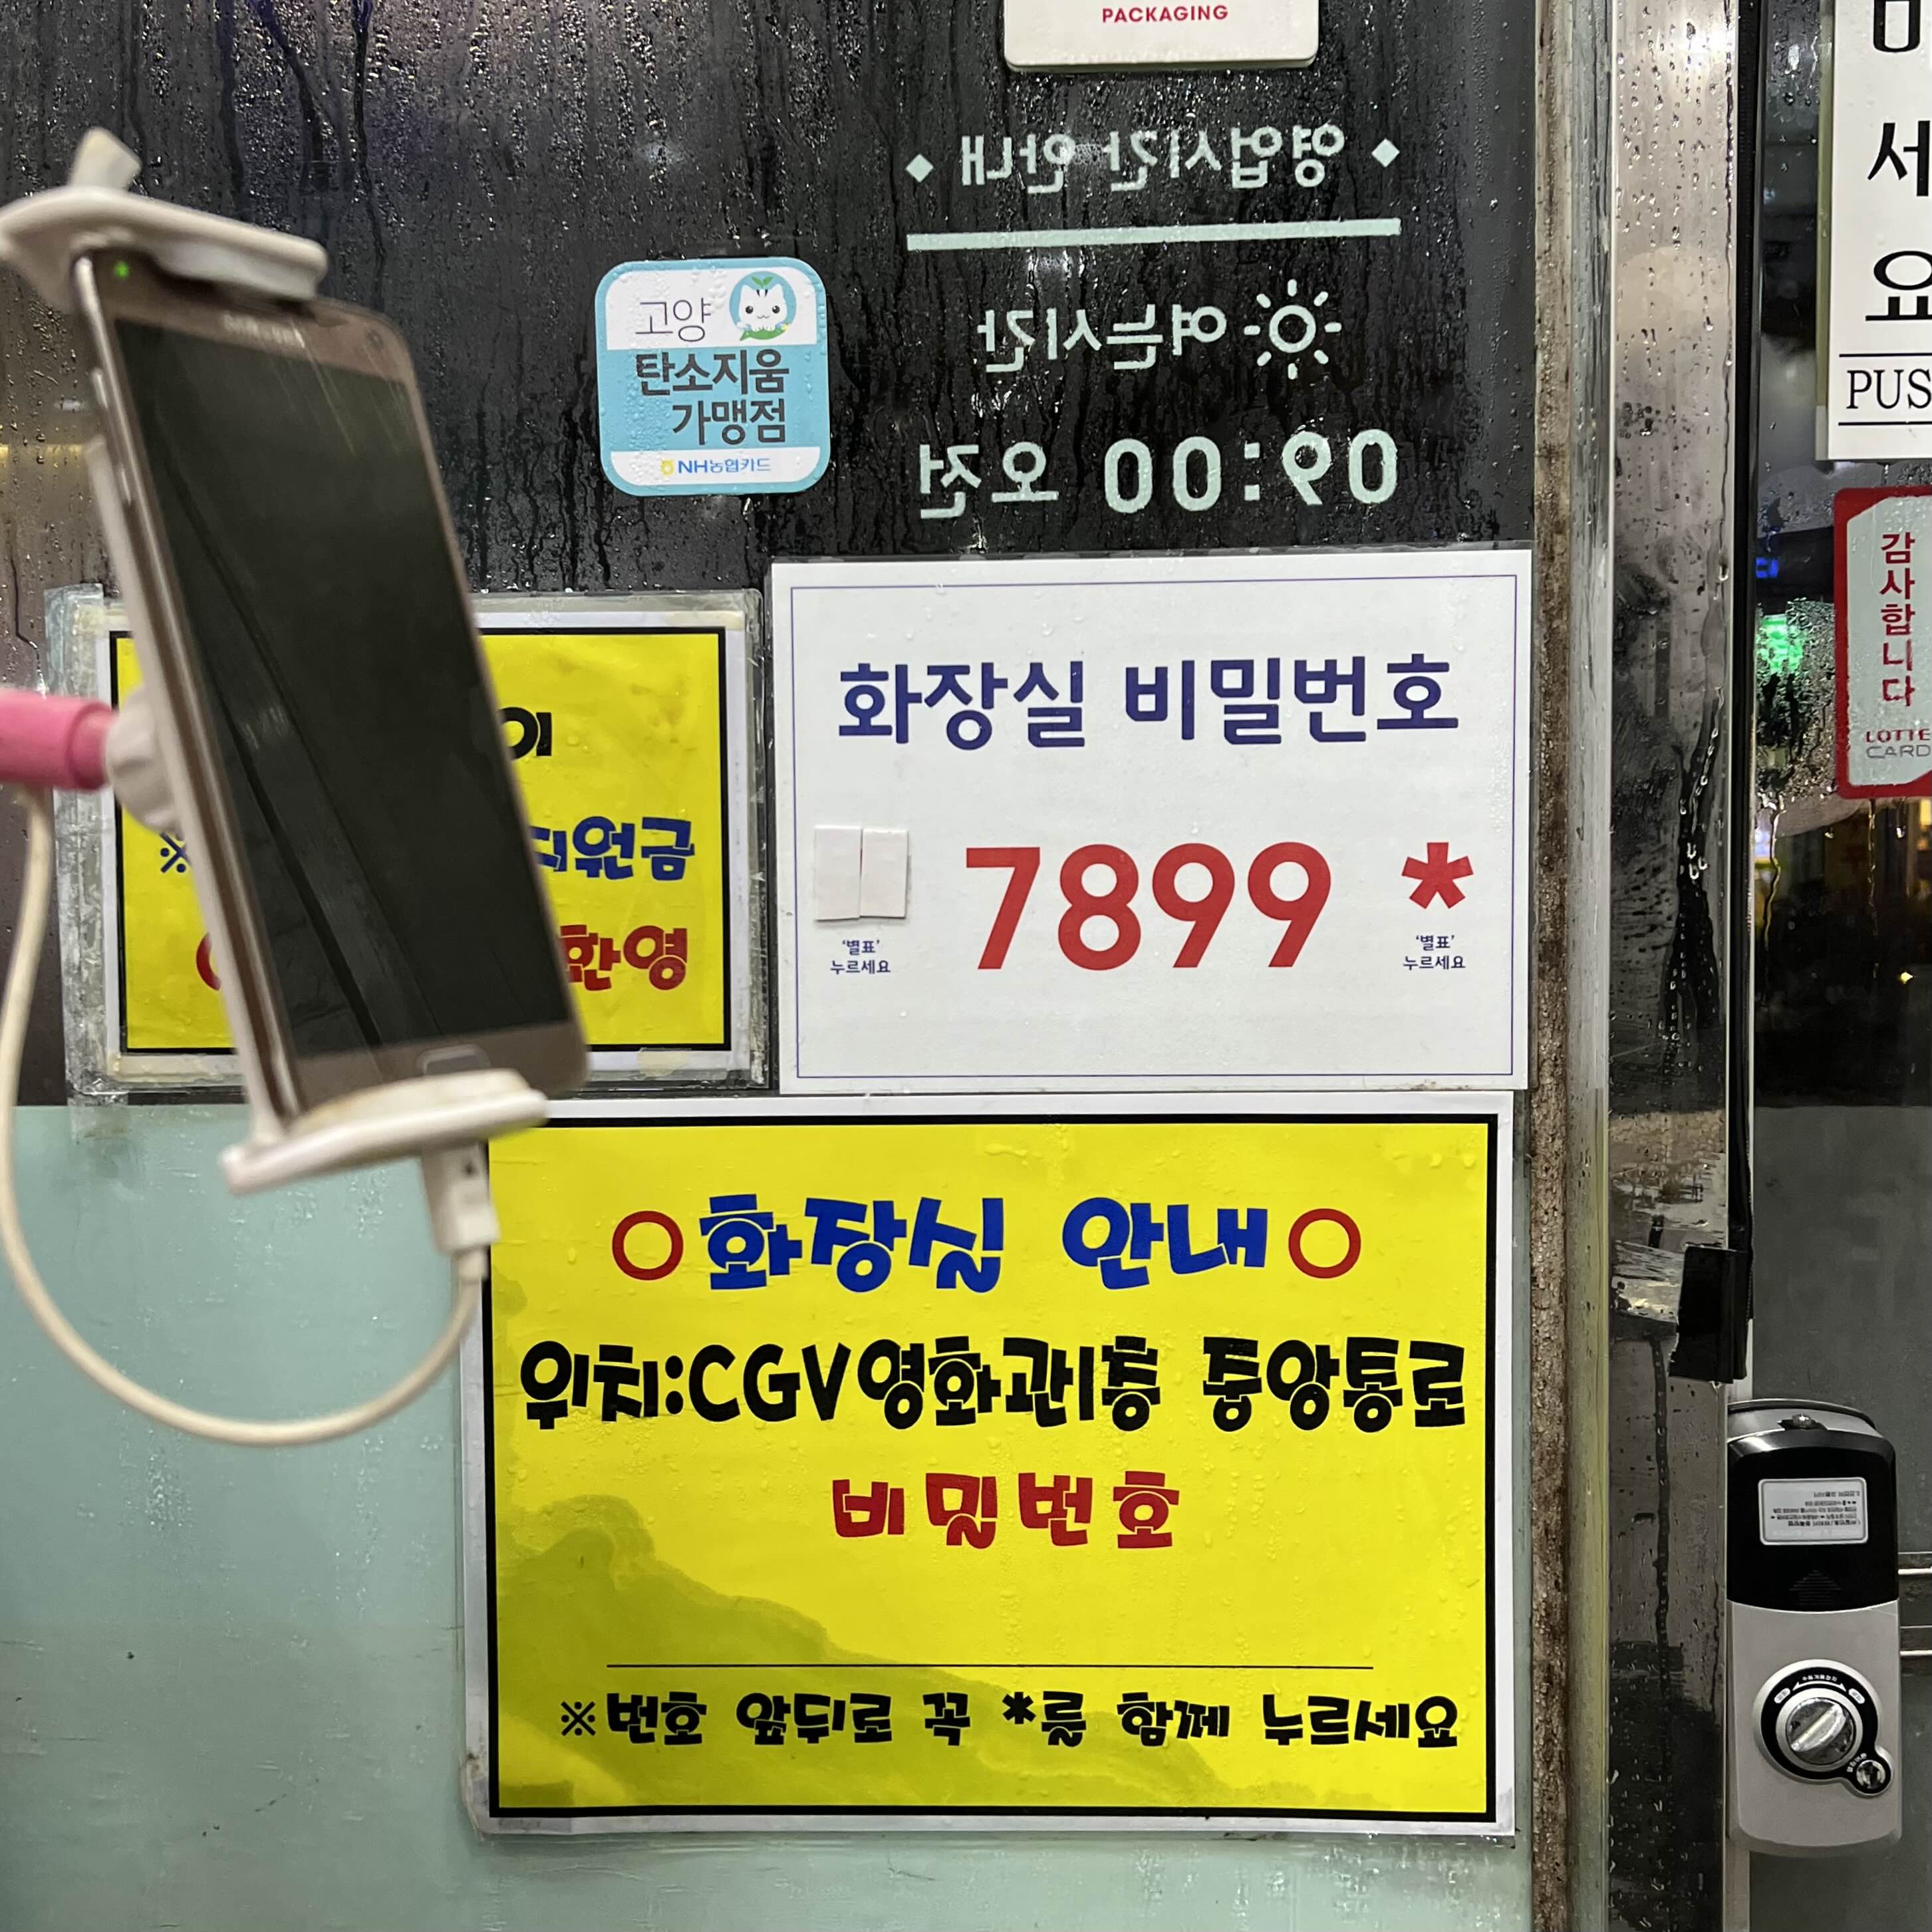 PACKAGING
◆ 영업시간 안내 ◆
여는시간
09:00 오전
고양
탄소지움
가맹점
NH농협카드
세
요
감사합니다
LOTTE
CARD
지원금
환영
화장실 비밀번호
7899 *
'별표'
누르세요
'별표'
누르세요
○화장실 안내○
위치:CGV영화관1층 중앙통로
비밀번호
※번호 앞뒤로 꼭 *를 함께 누르세요